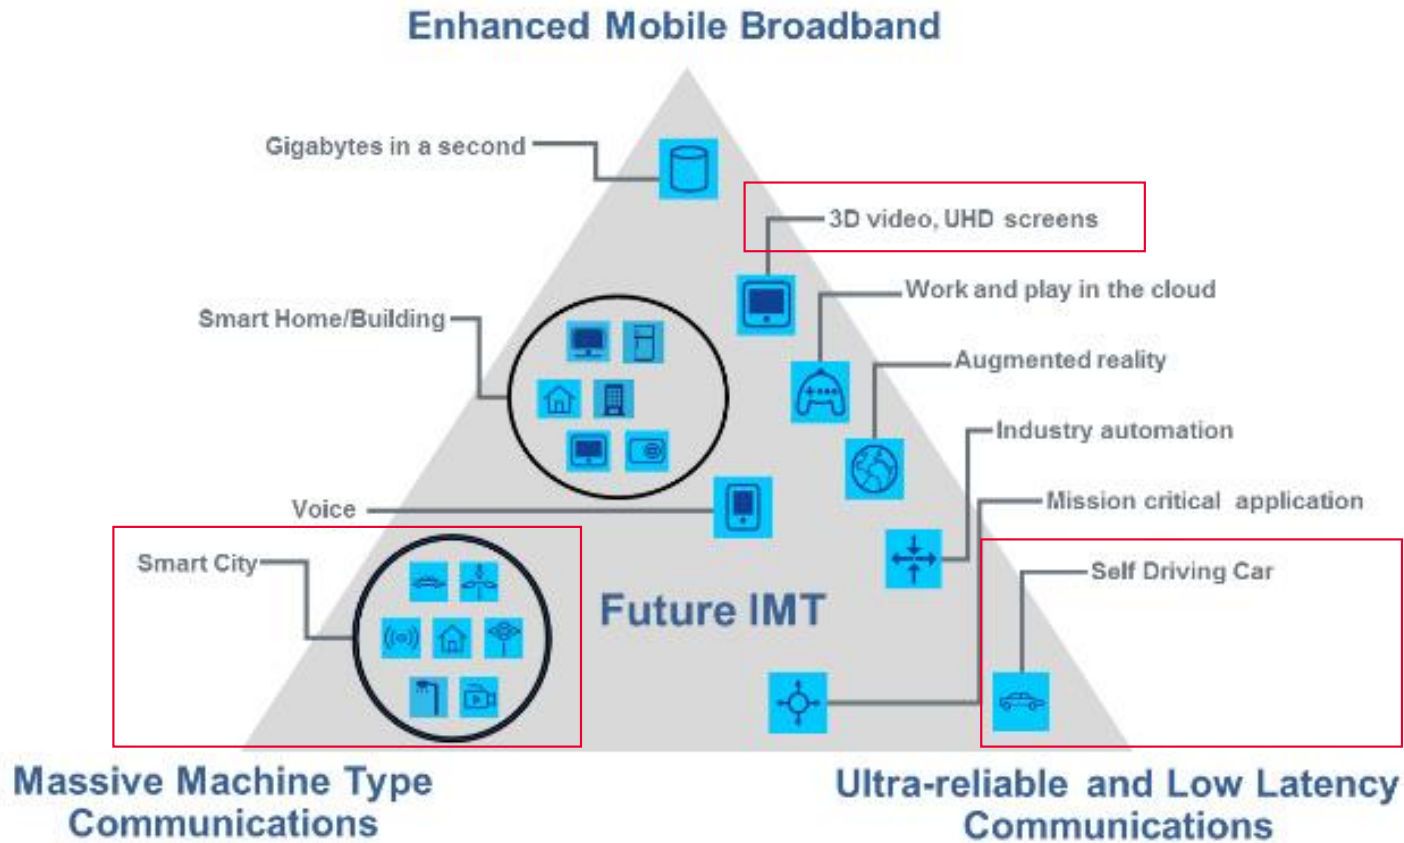 Enhanced Mobile Broadband
Gigabytes in a second
3D video, UHD screens
Work and play in the cloud
Smart Home/Building
Augmented reality
Industry automation
Voice
Mission critical application
Smart City
Self Driving Car
Future IMT
Massive Machine Type
Communications
Ultra-reliable and Low Latency
Communications